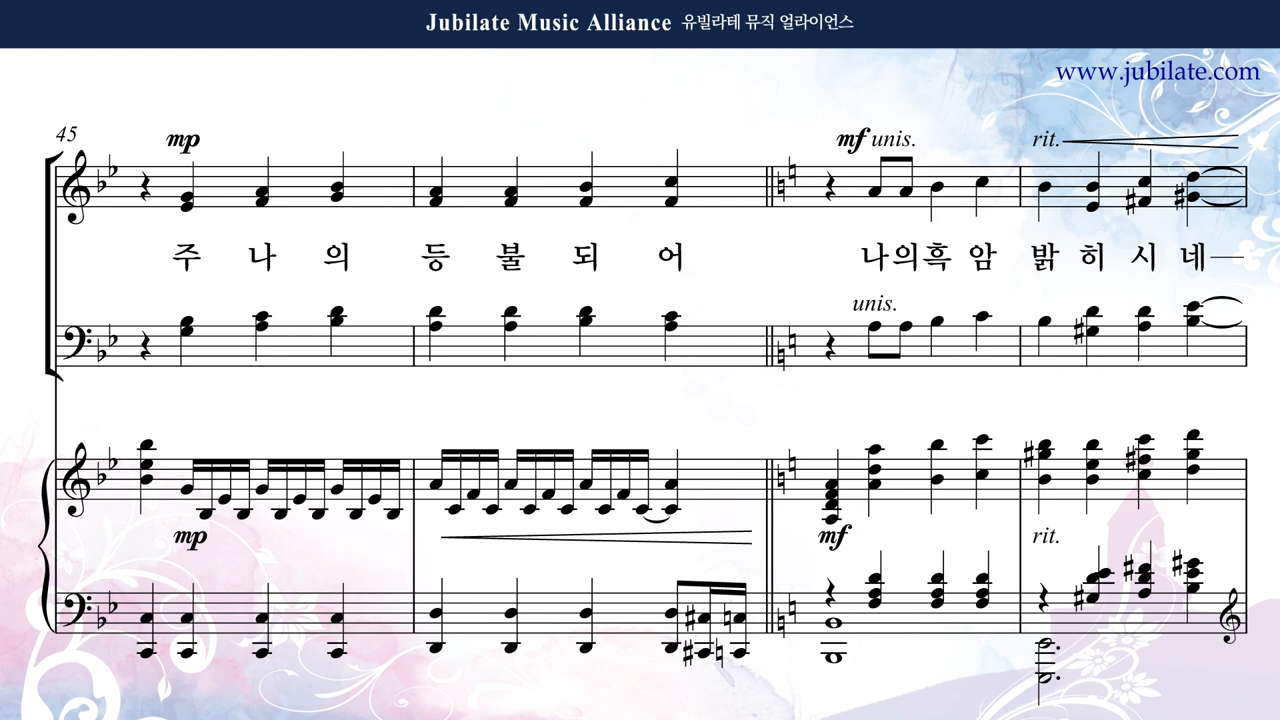 Jubilate Music Alliance 유빌라테 뮤직 얼라이언스
www.jubilate.com
45
mp
mf unis.
rit.
주 나 의 등 불 되 어 나의흑 암 밝 히 시 네
unis.
mp
mf
rit.